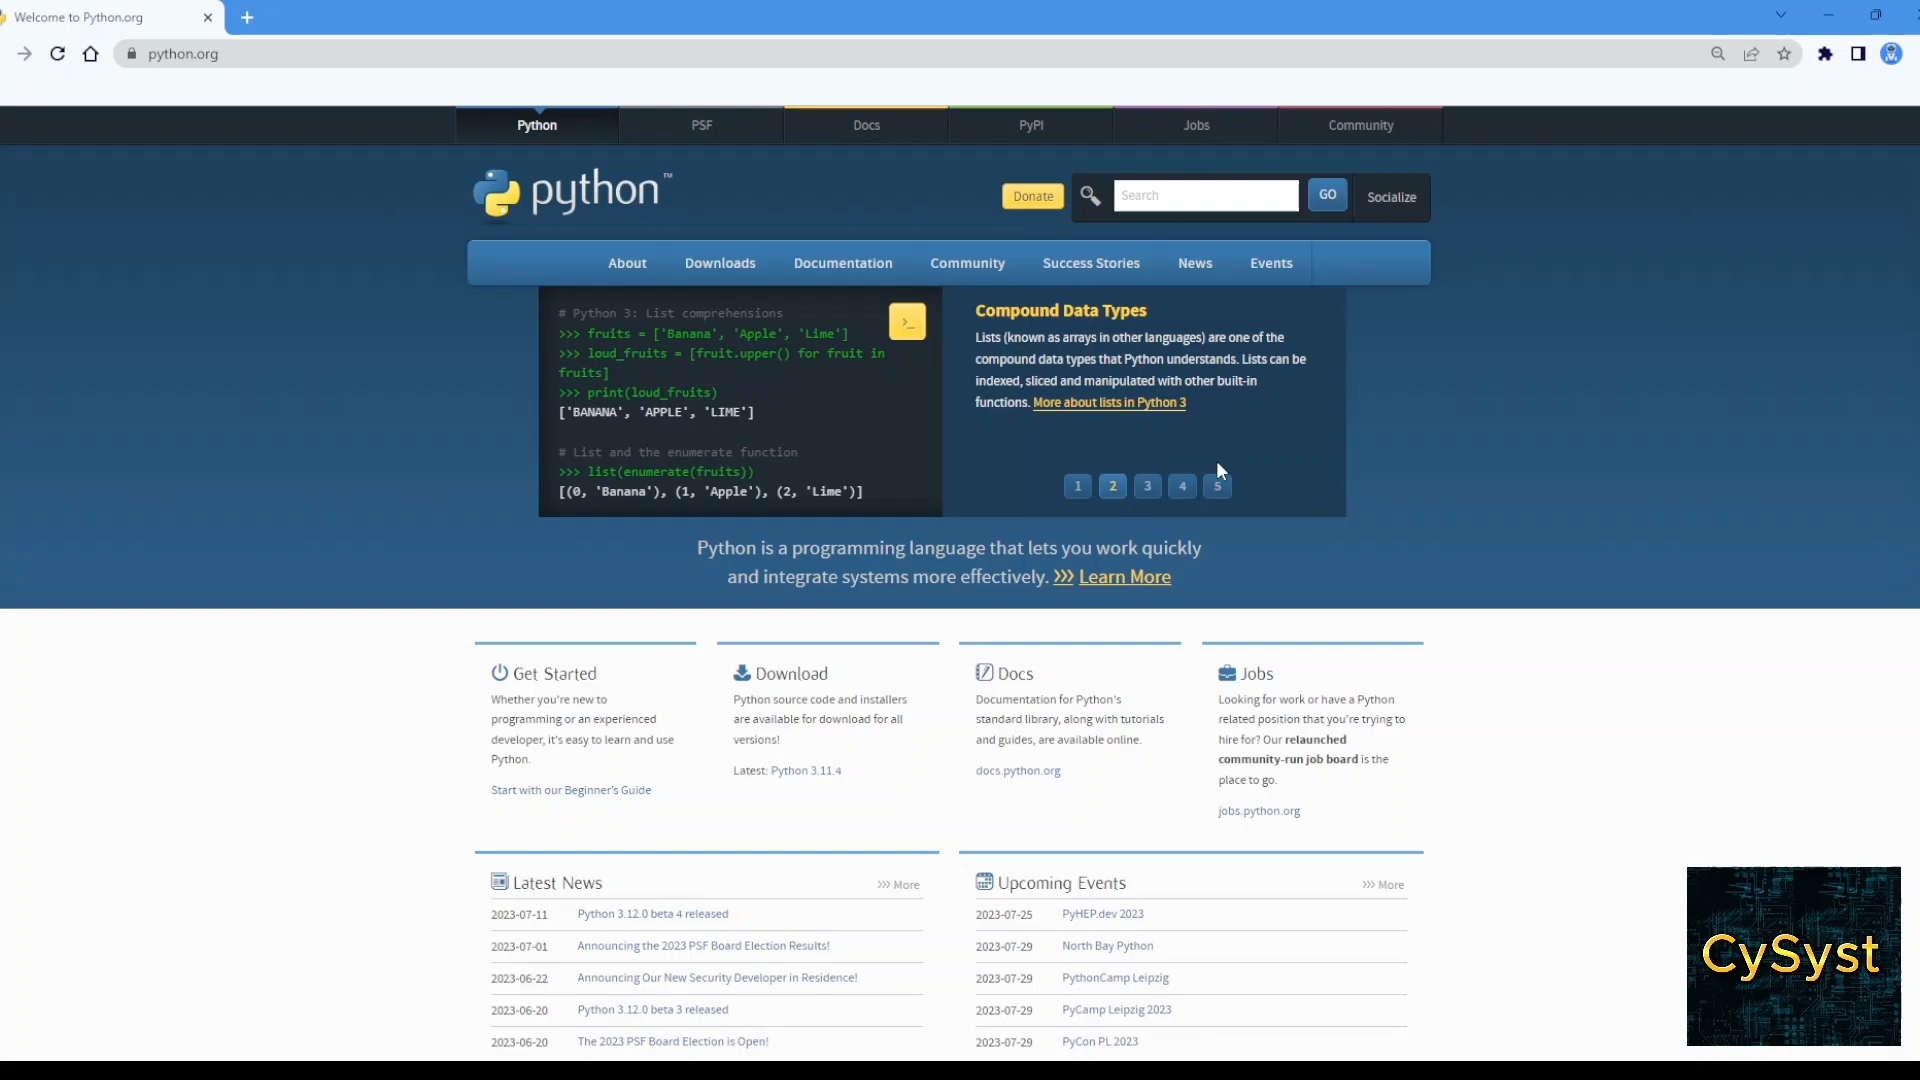 Welcome to Python.org
python.org
Python
PSF
Docs
PyPI
Jobs
Community
python™
Donate
Search
GO
Socialize
About
Downloads
Documentation
Community
Success Stories
News
Events
# Python 3: List comprehensions
>>> fruits = ['Banana', 'Apple', 'Lime']
>>> loud_fruits = [fruit.upper() for fruit in
fruits]
>>> print(loud_fruits)
['BANANA', 'APPLE', 'LIME']
# List and the enumerate function
>>> list(enumerate(fruits))
[(0, 'Banana'), (1, 'Apple'), (2, 'Lime')]
>_
Compound Data Types
Lists (known as arrays in other languages) are one of the
compound data types that Python understands. Lists can be
indexed, sliced and manipulated with other built-in
functions. More about lists in Python 3
1 2 3 4 5
Python is a programming language that lets you work quickly
and integrate systems more effectively. >>> Learn More
Get Started
Whether you're new to
programming or an experienced
developer, it's easy to learn and use
Python.
Start with our Beginner's Guide
Download
Python source code and installers
are available for download for all
versions!
Latest: Python 3.11.4
Docs
Documentation for Python's
standard library, along with tutorials
and guides, are available online.
docs.python.org
Jobs
Looking for work or have a Python
related position that you're trying to
hire for? Our relaunched
community-run job board is the
place to go.
jobs.python.org
Latest News
>>> More
2023-07-11 Python 3.12.0 beta 4 released
2023-07-01 Announcing the 2023 PSF Board Election Results!
2023-06-22 Announcing Our New Security Developer in Residence!
2023-06-20 Python 3.12.0 beta 3 released
2023-06-20 The 2023 PSF Board Election is Open!
Upcoming Events
>>> More
2023-07-25 PyHEP.dev 2023
2023-07-29 North Bay Python
2023-07-29 PythonCamp Leipzig
2023-07-29 PyCamp Leipzig 2023
2023-07-29 PyCon PL 2023
CySyst